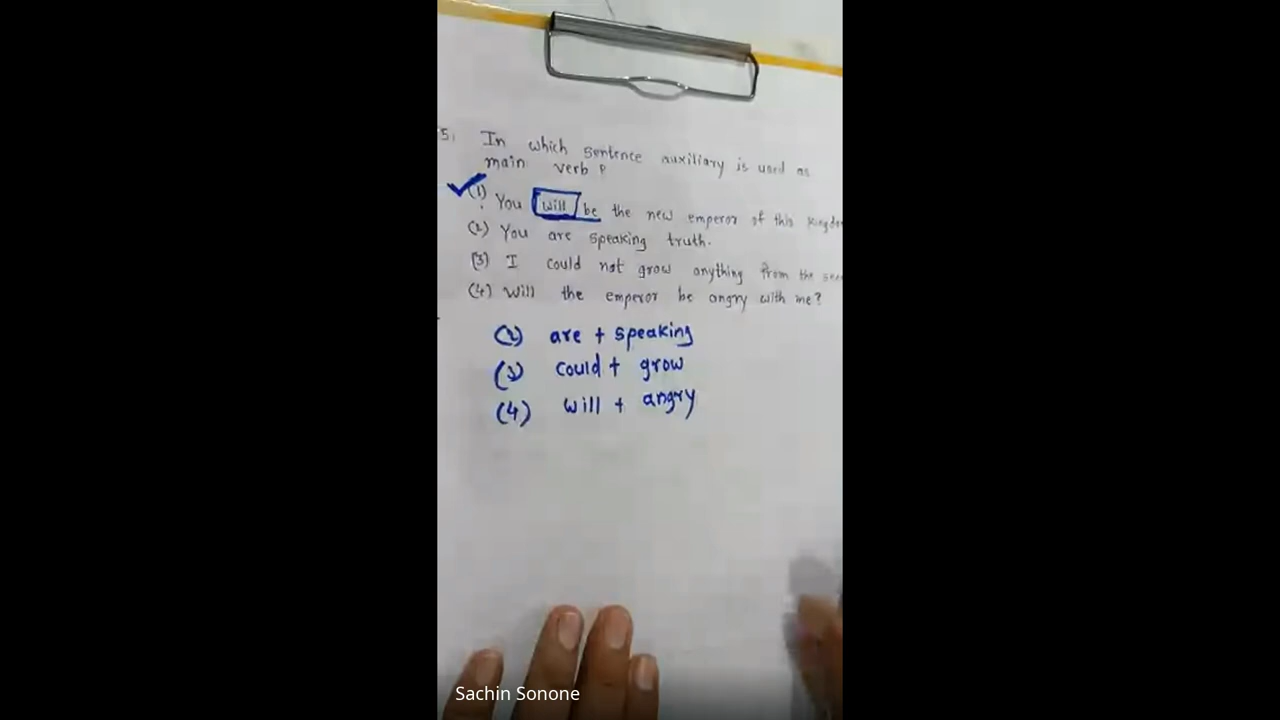 5. In which sentence auxiliary is used as
main verb ?
(1) You will be the new emperor of this
(2) You are speaking truth.
(3) I could not grow anything from the
(4) Will the emperor be angry with me?
(2) are + speaking
(3) could + grow
(4) will + angry
Sachin Sonone